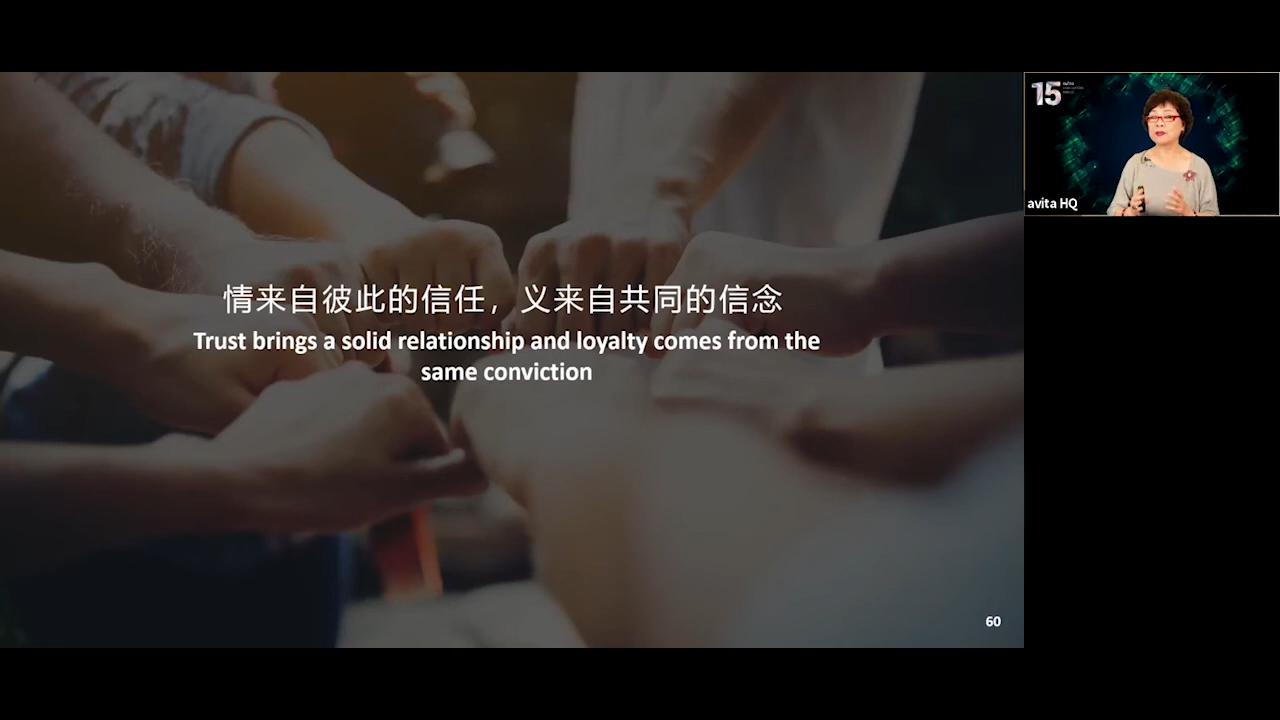 情来自彼此的信任，义来自共同的信念
Trust brings a solid relationship and loyalty comes from the
same conviction
60
15
avita HQ